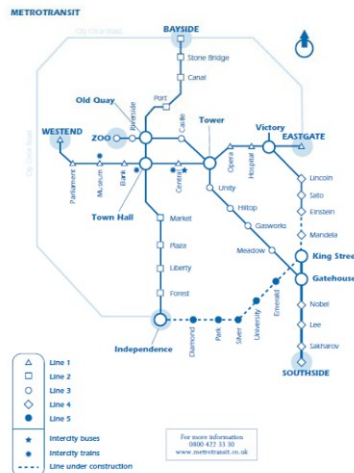 METROTRANSIT
BAYSIDE
Stone Bridge
Canal
Port
Old Quay
Riverside
Castle
WESTEND
ZOO
Tower
Victory
EASTGATE
Parliament
Museum
Bank
Central
Opera
Hospital
Town Hall
Lincoln
Sato
Einstein
Mandela
Unity
Hilltop
Gasworks
Meadow
King Street
Gatehouse
Market
Plaza
Liberty
Forest
Independence
Diamond
Park
Silver
University
Emerald
Nobel
Lee
Sakharov
SOUTHSIDE
Line 1
Line 2
Line 3
Line 4
Line 5
Intercity buses
Intercity trains
Line under construction
For more information
0800 422 33 10
www.metrotransit.co.uk